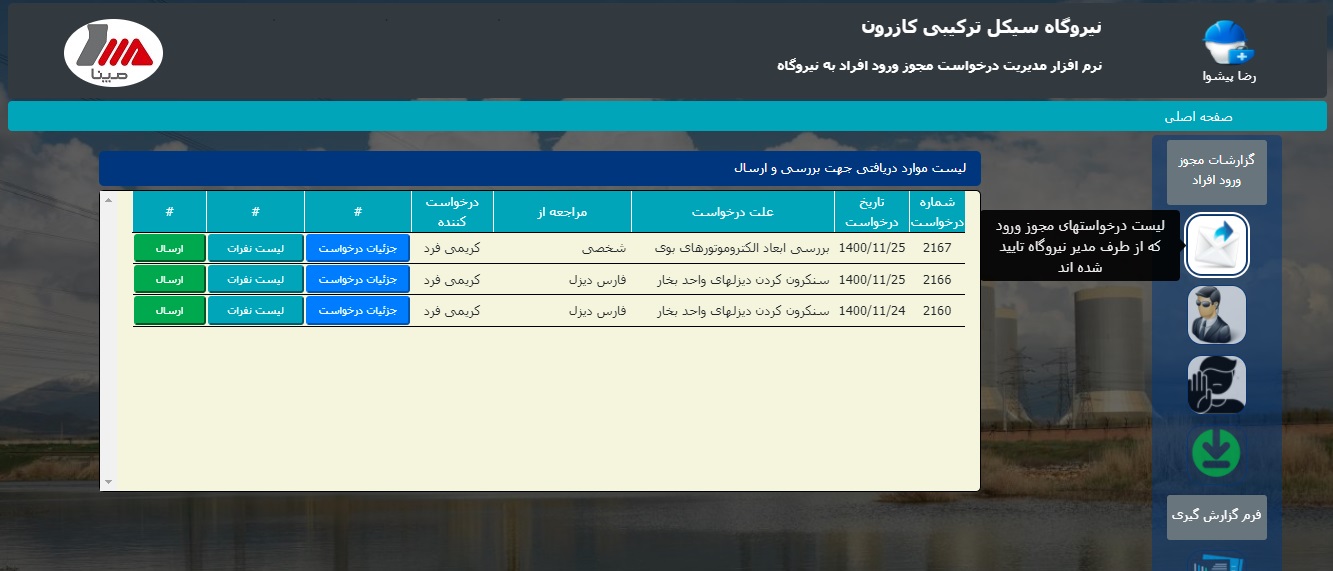 نیروگاه سیکل ترکیبی کازرون
نرم افزار مدیریت درخواست مجوز ورود افراد به نیروگاه
رضا پیشوا
مپنا
صفحه اصلی
گزارشات مجوز
ورود افراد
لیست درخواستهای مجوز ورود
که از طرف مدیر نیروگاه تایید
شده اند
فرم گزارش گیری
لیست موارد دریافتی جهت بررسی و ارسال
شماره درخواست تاریخ درخواست علت درخواست مراجعه از درخواست کننده # # #
2167 1400/11/25 بررسی ابعاد الکتروموتورهای بوی شخصی کریمی فرد جزئیات درخواست لیست نفرات ارسال
2166 1400/11/25 سنکرون کردن دیزلهای واحد بخار فارس دیزل کریمی فرد جزئیات درخواست لیست نفرات ارسال
2160 1400/11/24 سنکرون کردن دیزلهای واحد بخار فارس دیزل کریمی فرد جزئیات درخواست لیست نفرات ارسال